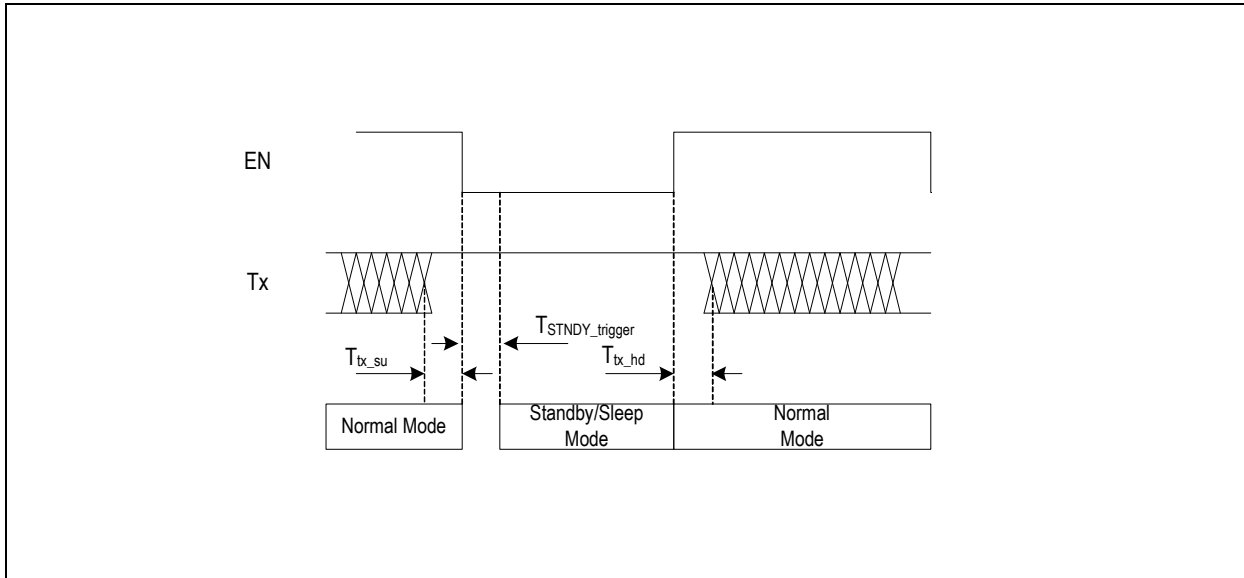 EN
Tx
TSTNDY_trigger
Ttx_su
Ttx_hd
Normal Mode
Standby/Sleep
Mode
Normal
Mode